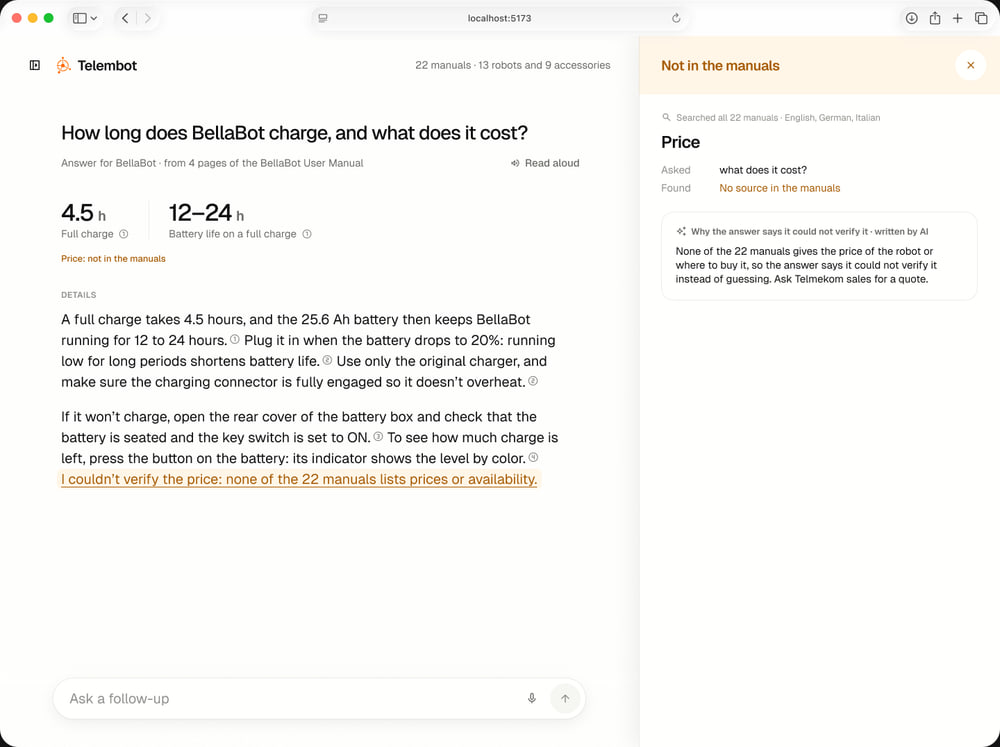 localhost:5173
Telembot
22 manuals · 13 robots and 9 accessories
How long does BellaBot charge, and what does it cost?
Answer for BellaBot · from 4 pages of the BellaBot User Manual
Read aloud
4.5 h
Full charge 1
12–24 h
Battery life on a full charge 1
Price: not in the manuals
DETAILS
A full charge takes 4.5 hours, and the 25.6 Ah battery then keeps BellaBot
running for 12 to 24 hours. 1 Plug it in when the battery drops to 20%: running
low for long periods shortens battery life. 2 Use only the original charger, and
make sure the charging connector is fully engaged so it doesn’t overheat. 2
If it won’t charge, open the rear cover of the battery box and check that the
battery is seated and the key switch is set to ON. 3 To see how much charge is
left, press the button on the battery: its indicator shows the level by color. 4
I couldn’t verify the price: none of the 22 manuals lists prices or availability.
Ask a follow-up
Not in the manuals
Searched all 22 manuals · English, German, Italian
Price
Asked what does it cost?
Found No source in the manuals
Why the answer says it could not verify it · written by AI
None of the 22 manuals gives the price of the robot or
where to buy it, so the answer says it could not verify it
instead of guessing. Ask Telmekom sales for a quote.